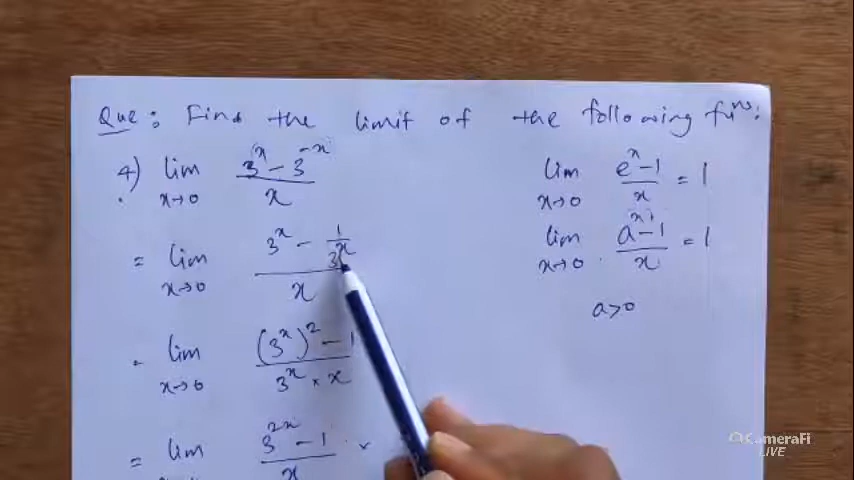 Que: Find the limit of the following fuⁿˢ:
4) lim x→0 (3^x - 3^-x)/x
= lim x→0 (3^x - 1/3^x)/x
= lim x→0 ((3^x)^2 - 1)/(3^x × x)
= lim (3^2x - 1)/x ×
lim x→0 (e^x - 1)/x = 1
lim x→0 (a^x - 1)/x = 1
a>0
CameraFi
LIVE